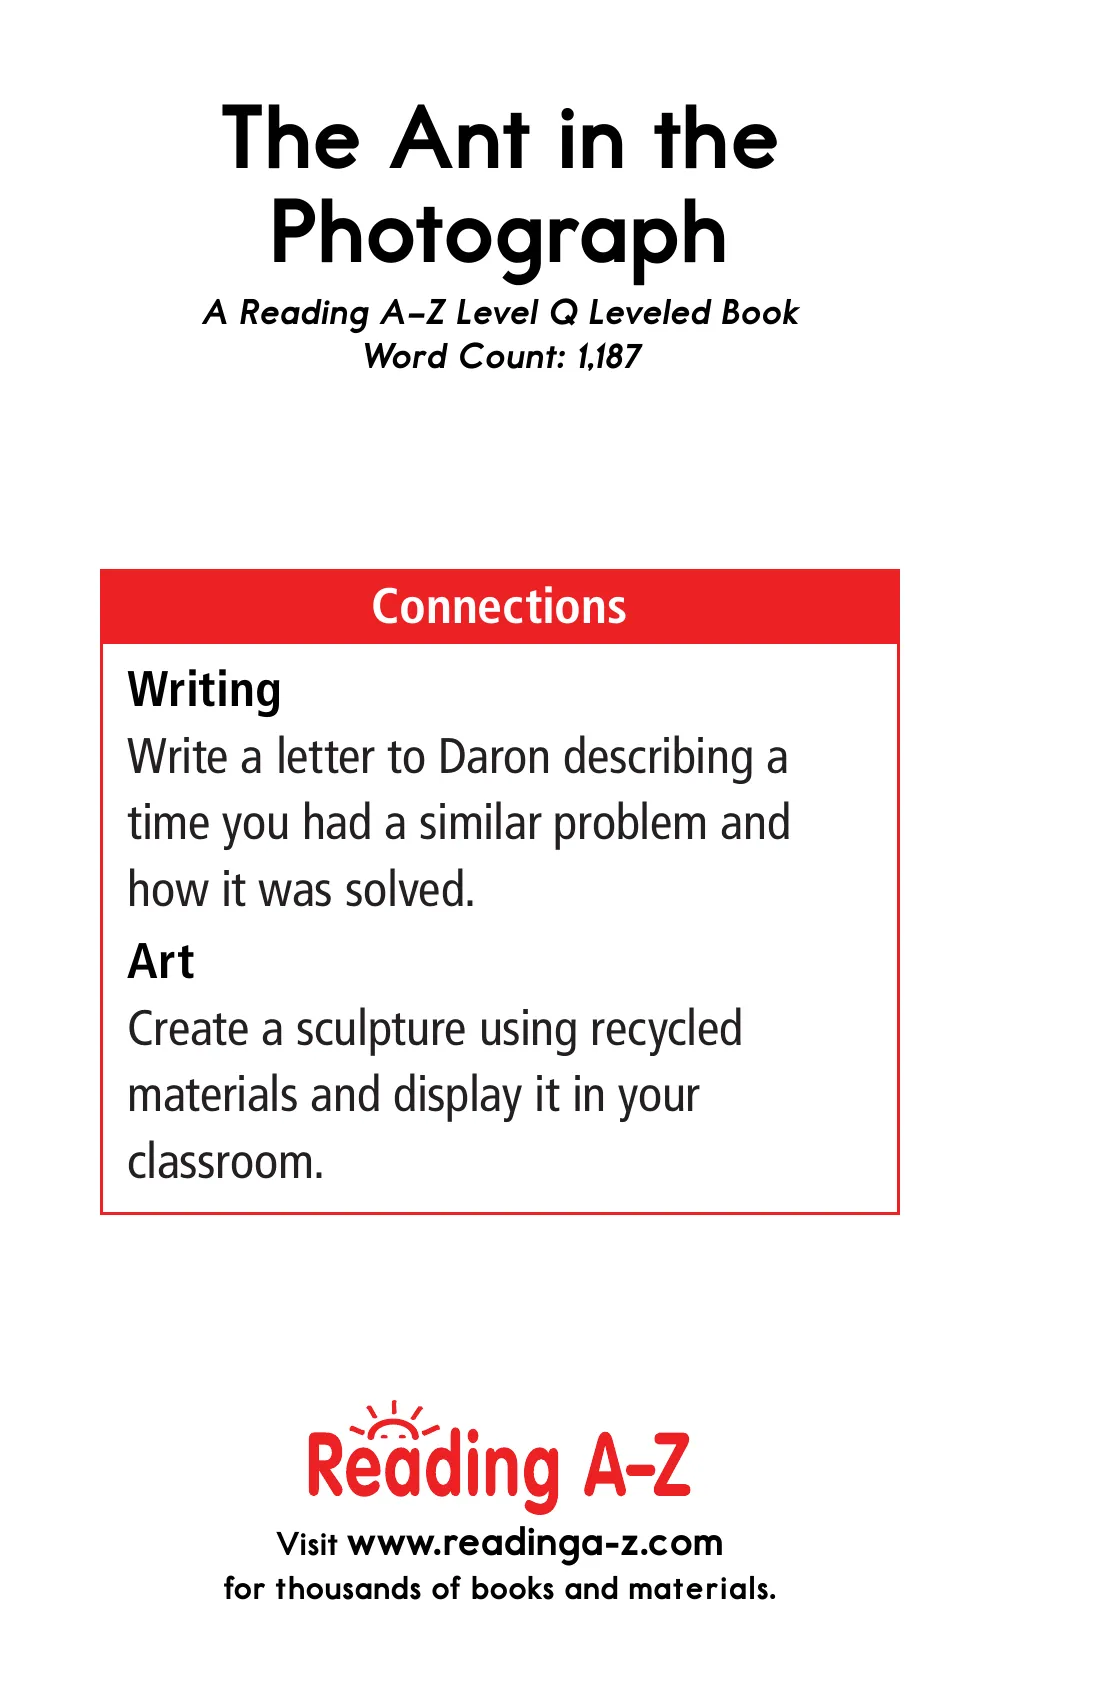 The Ant in the
Photograph
A Reading A–Z Level Q Leveled Book
Word Count: 1,187
Connections
Writing
Write a letter to Daron describing a
time you had a similar problem and
how it was solved.
Art
Create a sculpture using recycled
materials and display it in your
classroom.
Reading A–Z
Visit www.readinga-z.com
for thousands of books and materials.